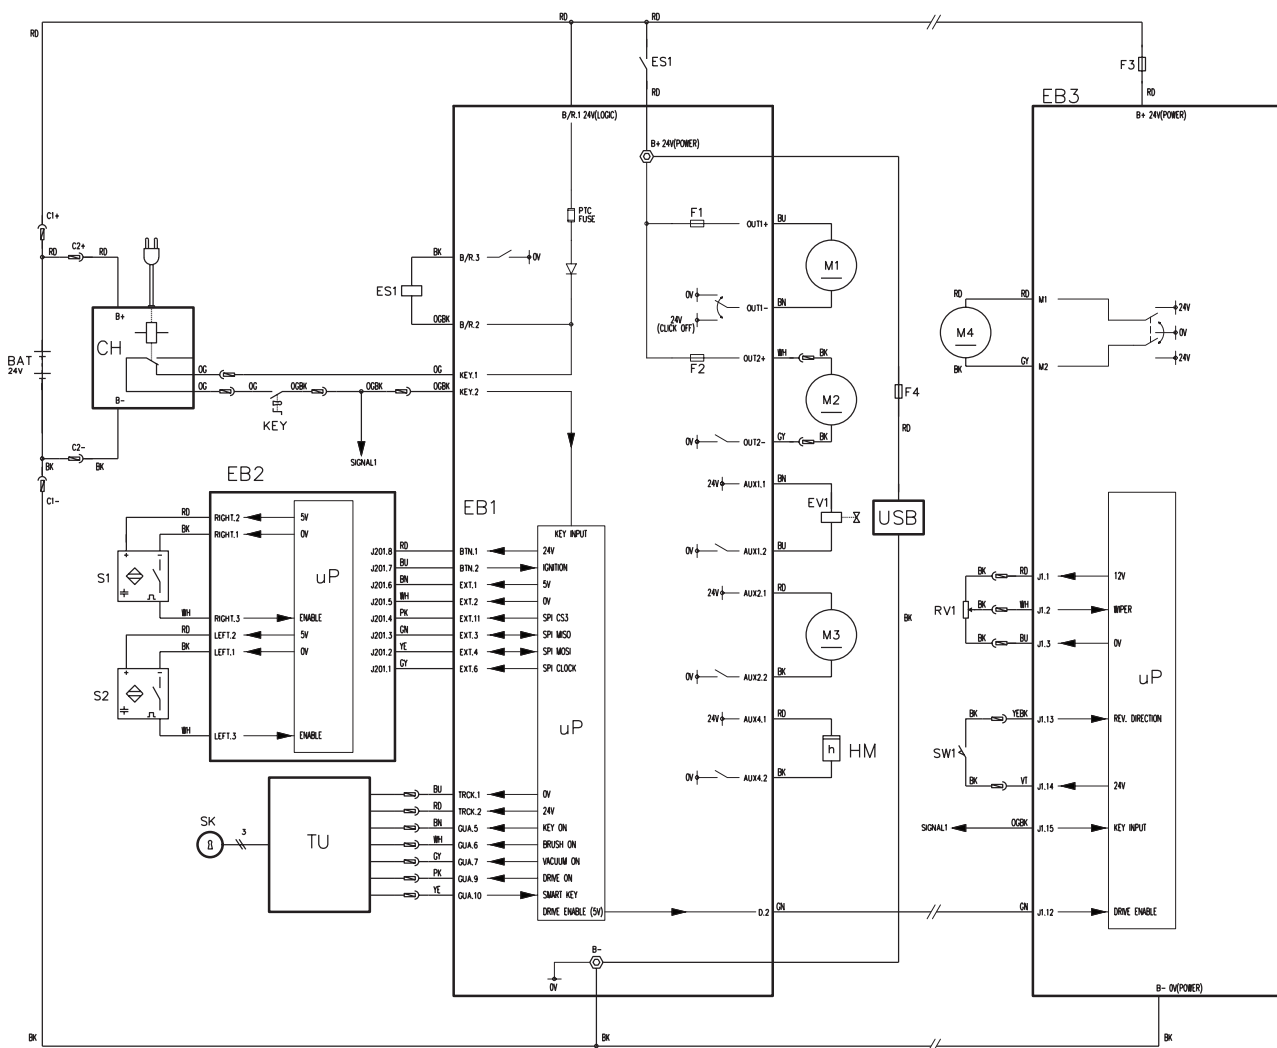 RD
RD
RD
RD
ES1
F3
RD
RD
EB3
B/R.1 24V(LOGIC)
B+ 24V(POWER)
B+ 24V(POWER)
C1+
PTC
FUSE
F1
OUT1+
BU
C2+
RD
RD
BK
B/R.3
0V
M1
ES1
B+
CH
OGBK
B/R.2
0V
24V
(CLICK OFF)
OUT1-
BN
RD
RD
M1
24V
M4
0V
BAT
24V
OG
OG
KEY.1
F2
OUT2+
WH
BK
BK
GY
M2
24V
OG
OG
OGBK
OGBK
OGBK
KEY.2
B-
KEY
M2
F4
RD
C2-
BK
BK
SIGNAL1
0V
OUT2-
GY
BK
C1-
EB2
EB1
24V
AUX1.1
BN
EV1
USB
RD
RIGHT.2
5V
BK
RIGHT.1
0V
KEY INPUT
0V
AUX1.2
BU
S1
uP
J201.8
RD
BTN.1
24V
J201.7
BU
BTN.2
IGNITION
J201.6
BN
EXT.1
5V
J201.5
WH
EXT.2
0V
J201.4
PK
EXT.11
SPI CS3
J201.3
GN
EXT.3
SPI MISO
J201.2
YE
EXT.4
SPI MOSI
J201.1
GY
EXT.6
SPI CLOCK
WH
RIGHT.3
ENABLE
RD
LEFT.2
5V
BK
LEFT.1
0V
S2
WH
LEFT.3
ENABLE
24V
AUX2.1
RD
M3
BK
0V
AUX2.2
BK
BK
RD
J1.1
12V
RV1
BK
WH
J1.2
WIPER
BK
BU
J1.3
0V
uP
uP
24V
AUX4.1
RD
h
HM
0V
AUX4.2
BK
BK
YEBK
J1.13
REV. DIRECTION
SW1
BK
VT
J1.14
24V
SIGNAL1
OGBK
J1.15
KEY INPUT
SK
3
TU
BU
TRCK.1
0V
RD
TRCK.2
24V
BN
GUA.5
KEY ON
WH
GUA.6
BRUSH ON
GY
GUA.7
VACUUM ON
PK
GUA.9
DRIVE ON
YE
GUA.10
SMART KEY
DRIVE ENABLE (5V)
D.2
GN
GN
J1.12
DRIVE ENABLE
B-
0V
B- 0V(POWER)
BK
BK
BK